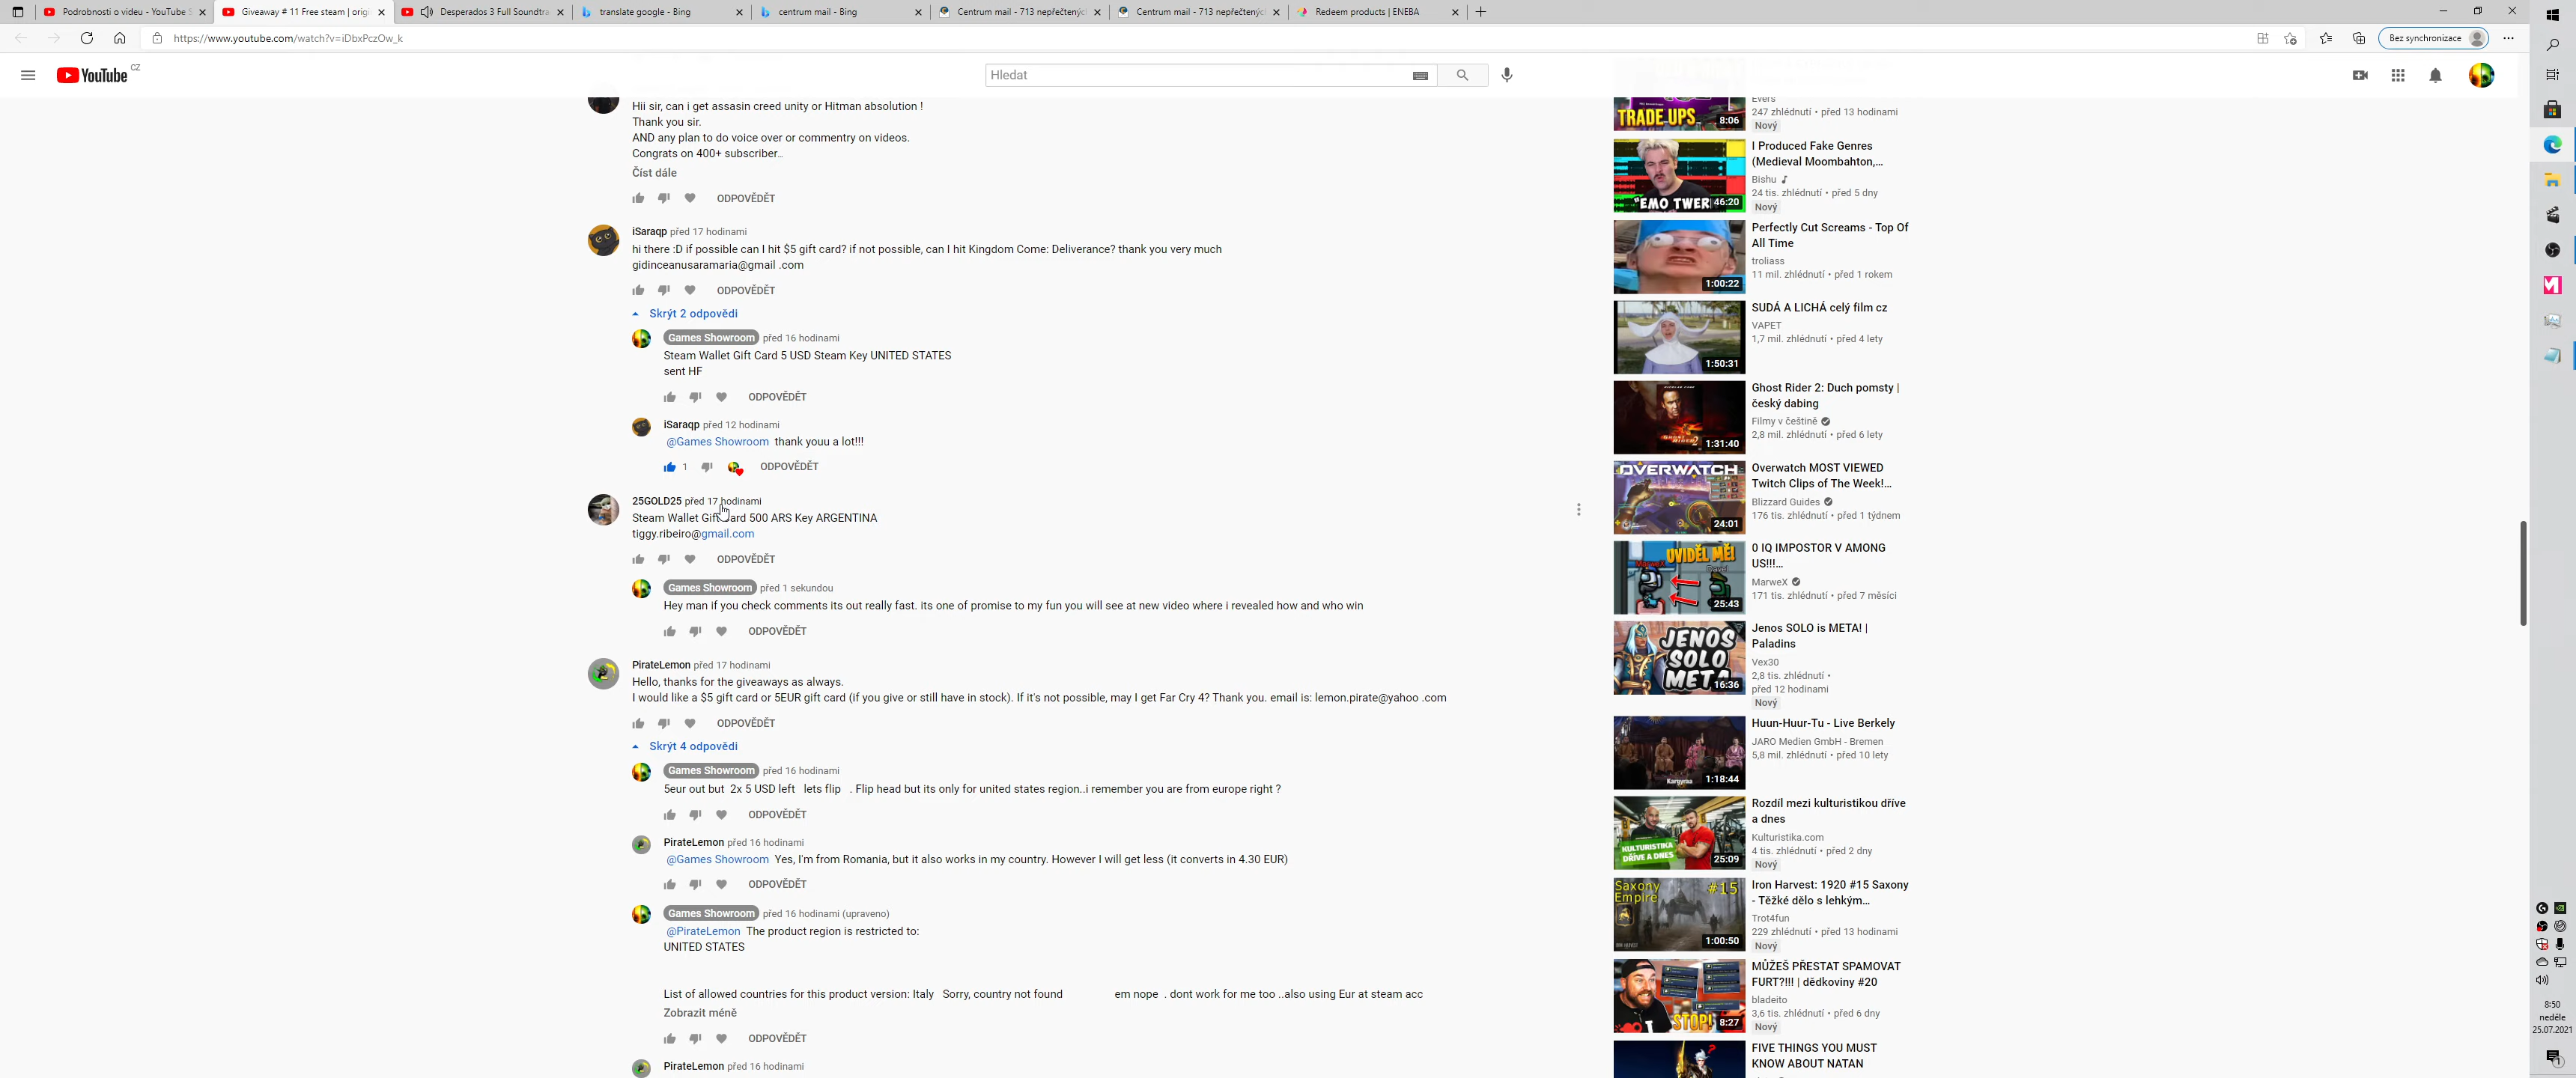 Podrobnosti o videu - YouTube S
Giveaway # 11 Free steam | origi
Desperados 3 Full Soundtra
translate google - Bing
centrum mail - Bing
Centrum mail - 713 nepřečtenýc
Centrum mail - 713 nepřečtenýc
Redeem products | ENEBA
https://www.youtube.com/watch?v=iDbxPczOw_k
Bez synchronizace
YouTube CZ
Hledat
Hii sir, can i get assasin creed unity or Hitman absolution !
Thank you sir.
AND any plan to do voice over or commentry on videos.
Congrats on 400+ subscriber..
Číst dále
ODPOVĚDĚT
iSaraqp před 17 hodinami
hi there :D if possible can I hit $5 gift card? if not possible, can I hit Kingdom Come: Deliverance? thank you very much
gidinceanusaramaria@gmail .com
ODPOVĚDĚT
Skrýt 2 odpovědi
Games Showroom před 16 hodinami
Steam Wallet Gift Card 5 USD Steam Key UNITED STATES
sent HF
ODPOVĚDĚT
iSaraqp před 12 hodinami
@Games Showroom thank youu a lot!!!
1 ODPOVĚDĚT
25GOLD25 před 17 hodinami
Steam Wallet Gift Card 500 ARS Key ARGENTINA
tiggy.ribeiro@gmail.com
ODPOVĚDĚT
Games Showroom před 1 sekundou
Hey man if you check comments its out really fast. its one of promise to my fun you will see at new video where i revealed how and who win
ODPOVĚDĚT
PirateLemon před 17 hodinami
Hello, thanks for the giveaways as always.
I would like a $5 gift card or 5EUR gift card (if you give or still have in stock). If it's not possible, may I get Far Cry 4? Thank you. email is: lemon.pirate@yahoo .com
ODPOVĚDĚT
Skrýt 4 odpovědi
Games Showroom před 16 hodinami
5eur out but 2x 5 USD left lets flip . Flip head but its only for united states region..i remember you are from europe right ?
ODPOVĚDĚT
PirateLemon před 16 hodinami
@Games Showroom Yes, I'm from Romania, but it also works in my country. However I will get less (it converts in 4.30 EUR)
ODPOVĚDĚT
Games Showroom před 16 hodinami (upraveno)
@PirateLemon The product region is restricted to:
UNITED STATES
List of allowed countries for this product version: Italy Sorry, country not found em nope . dont work for me too ..also using Eur at steam acc
Zobrazit méně
ODPOVĚDĚT
PirateLemon před 16 hodinami
TRADE UPS
8:06
Evers
247 zhlédnutí • před 13 hodinami
Nový
"EMO TWER
46:20
I Produced Fake Genres
(Medieval Moombahton,...
Bishu
24 tis. zhlédnutí • před 5 dny
Nový
1:00:22
Perfectly Cut Screams - Top Of
All Time
troliass
11 mil. zhlédnutí • před 1 rokem
1:50:31
SUDÁ A LICHÁ celý film cz
VAPET
1,7 mil. zhlédnutí • před 4 lety
1:31:40
Ghost Rider 2: Duch pomsty |
český dabing
Filmy v češtině
2,8 mil. zhlédnutí • před 6 lety
OVERWATCH
24:01
Overwatch MOST VIEWED
Twitch Clips of The Week!...
Blizzard Guides
176 tis. zhlédnutí • před 1 týdnem
UVIDĚL MĚ!
25:43
0 IQ IMPOSTOR V AMONG
US!!!...
MarweX
171 tis. zhlédnutí • před 7 měsíci
JENOS
SOLO
META
16:36
Jenos SOLO is META! |
Paladins
Vex30
2,8 tis. zhlédnutí •
před 12 hodinami
Nový
Kargyraa
1:18:44
Huun-Huur-Tu - Live Berkely
JARO Medien GmbH - Bremen
5,8 mil. zhlédnutí • před 10 lety
KULTURISTIKA
DŘÍVE A DNES
25:09
Rozdíl mezi kulturistikou dříve
a dnes
Kulturistika.com
4 tis. zhlédnutí • před 2 dny
Nový
Saxony
Empire
#15
1:00:50
Iron Harvest: 1920 #15 Saxony
- Těžké dělo s lehkým...
Trot4fun
229 zhlédnutí • před 13 hodinami
Nový
STOP!
8:27
MŮŽEŠ PŘESTAT SPAMOVAT
FURT?!!! | dědkoviny #20
bladeito
3,6 tis. zhlédnutí • před 6 dny
Nový
FIVE THINGS YOU MUST
KNOW ABOUT NATAN
8:50
neděle
25.07.2021
1